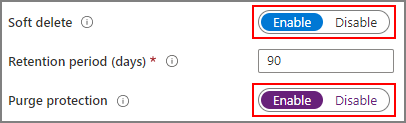 Soft delete Enable Disable
Retention period (days) * 90
Purge protection Enable Disable